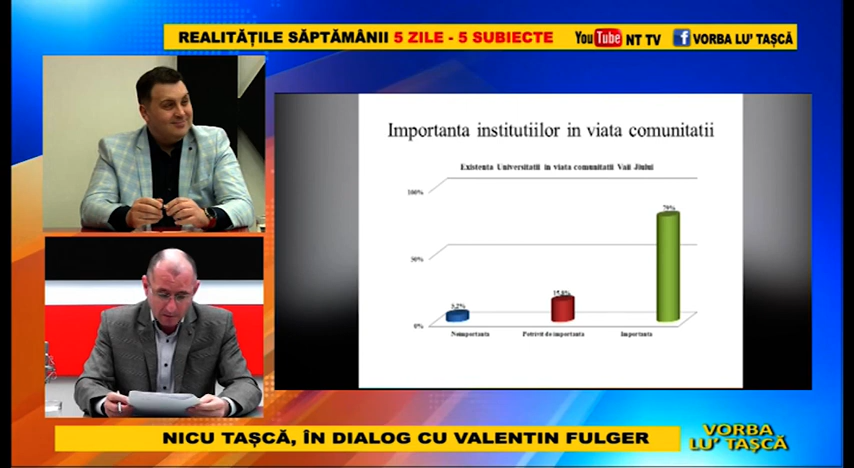 REALITĂȚILE SĂPTĂMÂNII 5 ZILE - 5 SUBIECTE YouTube NT TV f VORBA LU' TAȘCĂ
Importanta institutiilor in viata comunitatii
Existenta Universitatii in viata comunitatii Vaii Jiului
100%
79%
50%
15,8%
5,2%
0%
Neimportanta Potrivit de importanta Importanta
NICU TAȘCĂ, ÎN DIALOG CU VALENTIN FULGER
VORBA
LU' TAȘCĂ